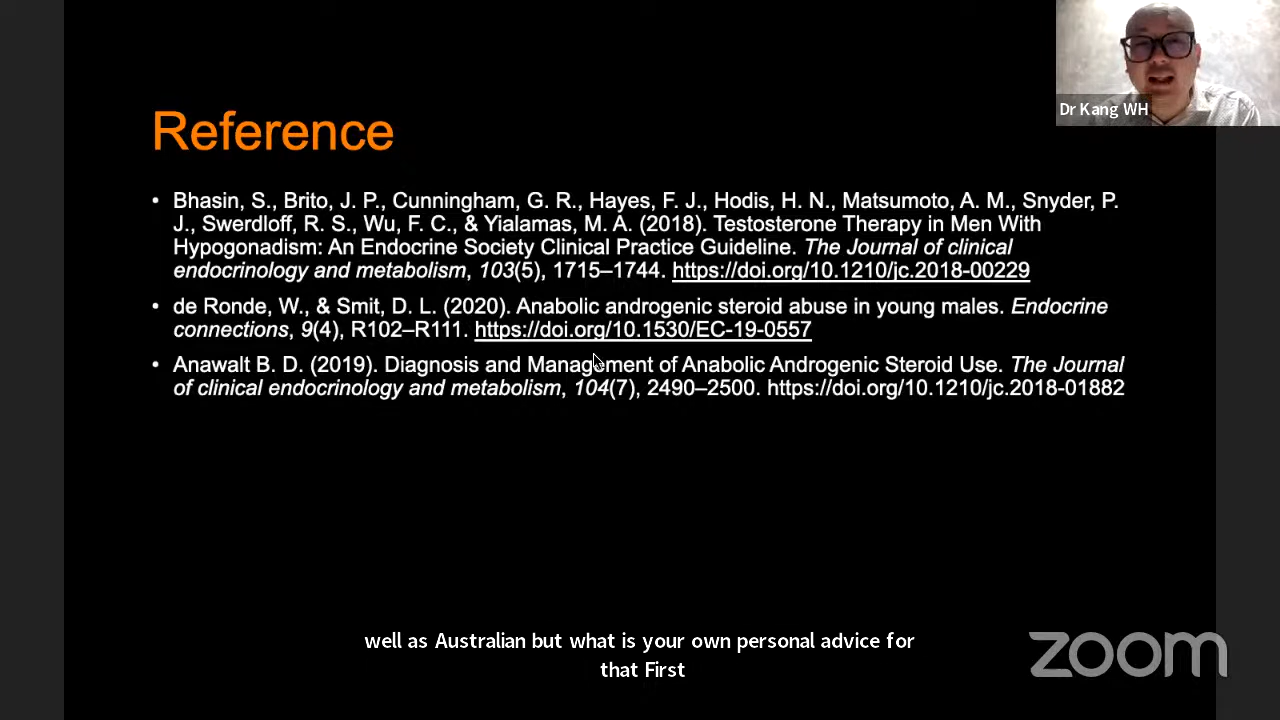 Dr Kang WH
Reference
• Bhasin, S., Brito, J. P., Cunningham, G. R., Hayes, F. J., Hodis, H. N., Matsumoto, A. M., Snyder, P.
J., Swerdloff, R. S., Wu, F. C., & Yialamas, M. A. (2018). Testosterone Therapy in Men With
Hypogonadism: An Endocrine Society Clinical Practice Guideline. The Journal of clinical
endocrinology and metabolism, 103(5), 1715–1744. https://doi.org/10.1210/jc.2018-00229
• de Ronde, W., & Smit, D. L. (2020). Anabolic androgenic steroid abuse in young males. Endocrine
connections, 9(4), R102–R111. https://doi.org/10.1530/EC-19-0557
• Anawalt B. D. (2019). Diagnosis and Management of Anabolic Androgenic Steroid Use. The Journal
of clinical endocrinology and metabolism, 104(7), 2490–2500. https://doi.org/10.1210/jc.2018-01882
well as Australian but what is your own personal advice for
that First
zoom